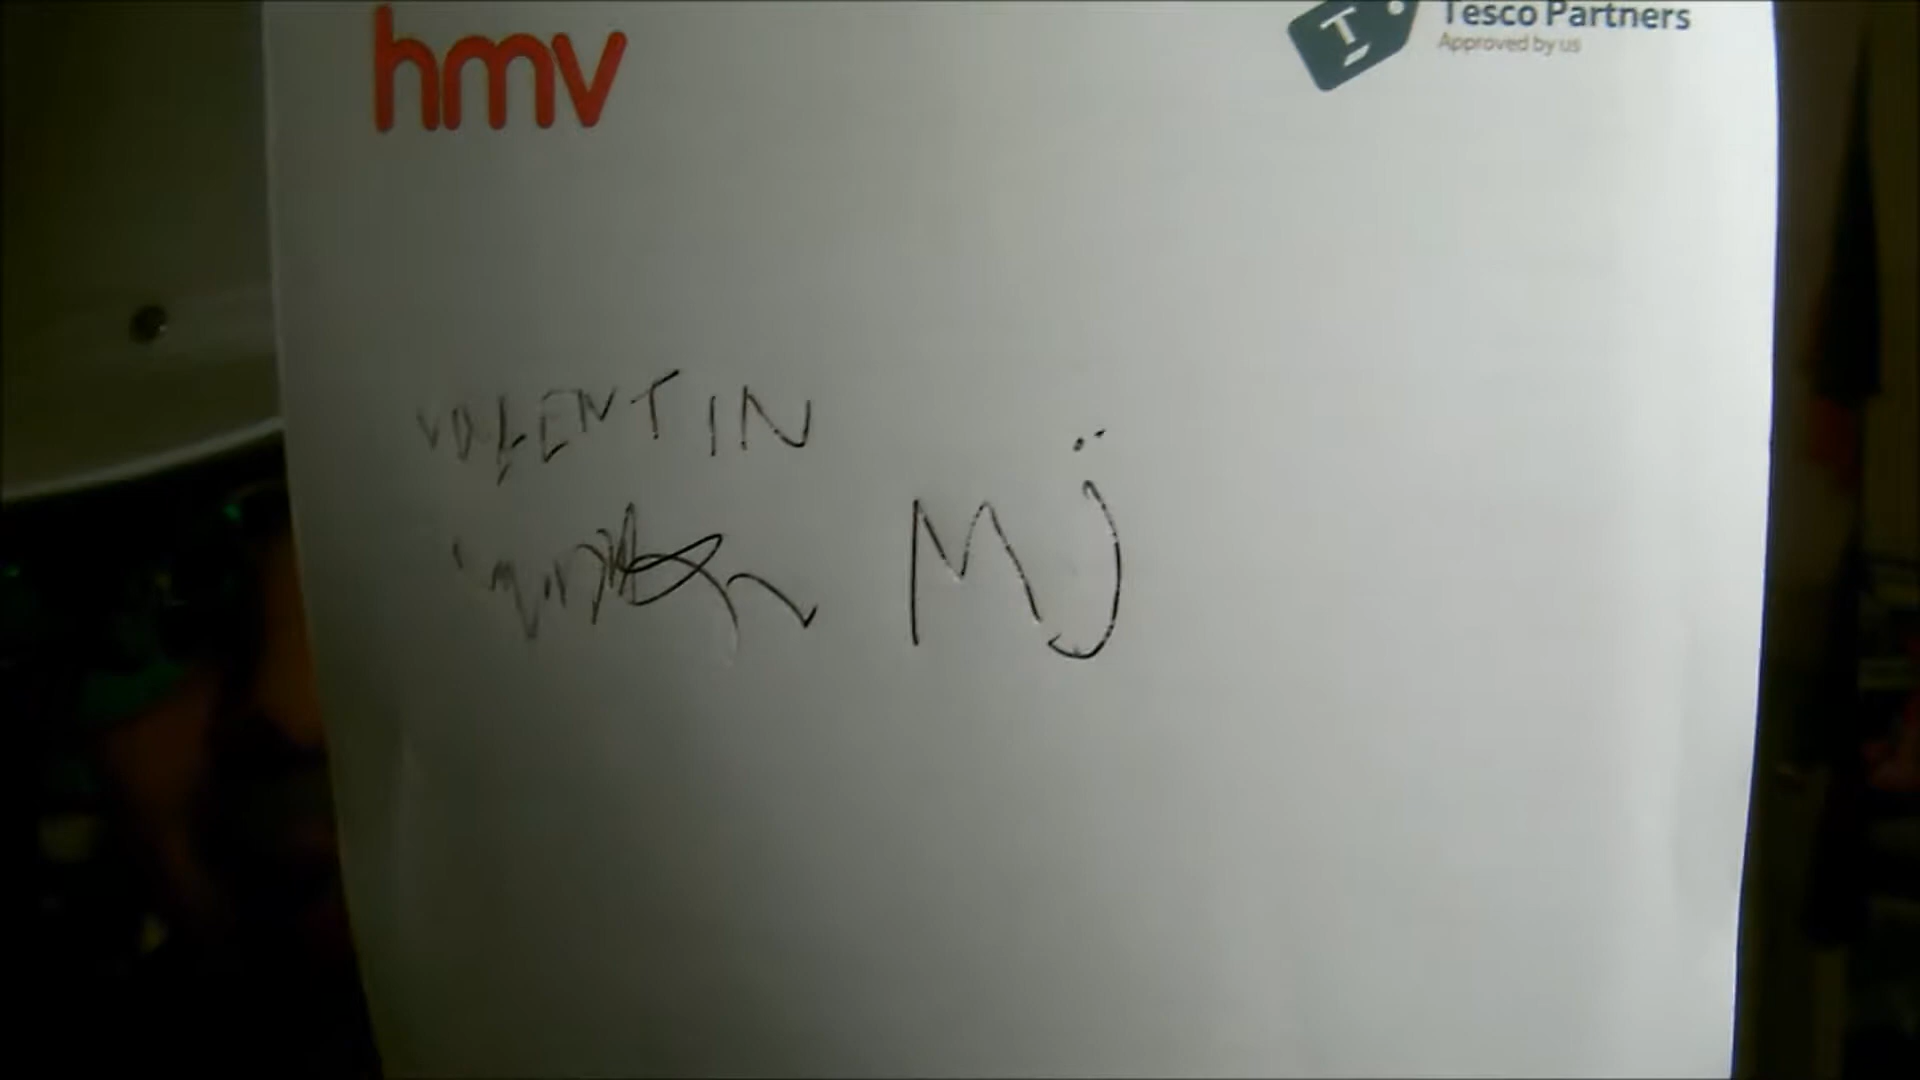 hmv
Tesco Partners
Approved by us
VALENTIN
MJ